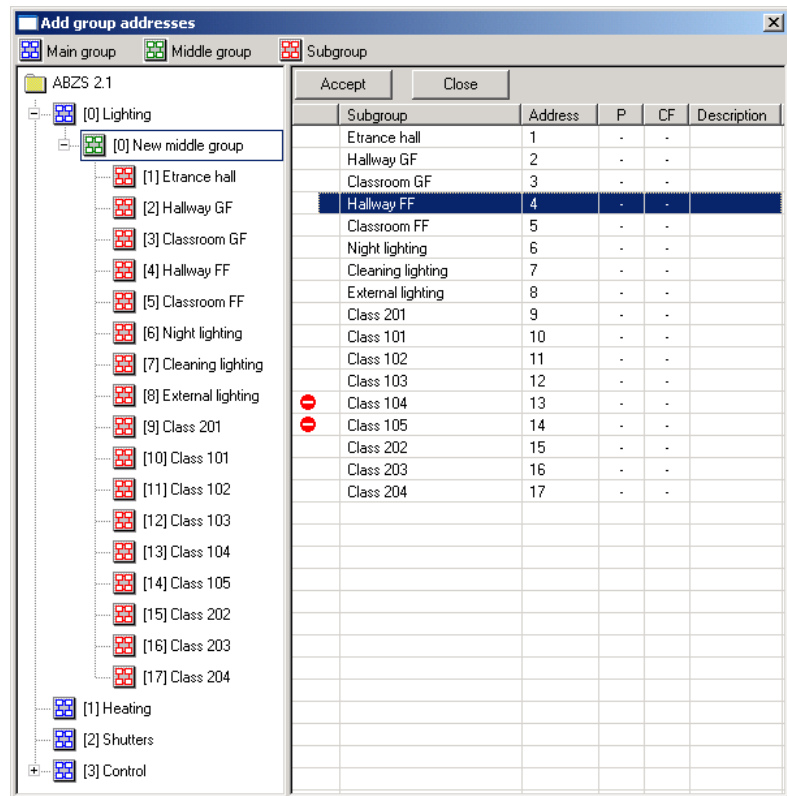 Add group addresses
Main group Middle group Subgroup
ABZS 2.1
[0] Lighting
[0] New middle group
[1] Etrance hall
[2] Hallway GF
[3] Classroom GF
[4] Hallway FF
[5] Classroom FF
[6] Night lighting
[7] Cleaning lighting
[8] External lighting
[9] Class 201
[10] Class 101
[11] Class 102
[12] Class 103
[13] Class 104
[14] Class 105
[15] Class 202
[16] Class 203
[17] Class 204
[1] Heating
[2] Shutters
[3] Control
Accept Close
Subgroup Address P CF Description
Etrance hall 1 - -
Hallway GF 2 - -
Classroom GF 3 - -
Hallway FF 4 - -
Classroom FF 5 - -
Night lighting 6 - -
Cleaning lighting 7 - -
External lighting 8 - -
Class 201 9 - -
Class 101 10 - -
Class 102 11 - -
Class 103 12 - -
Class 104 13 - -
Class 105 14 - -
Class 202 15 - -
Class 203 16 - -
Class 204 17 - -